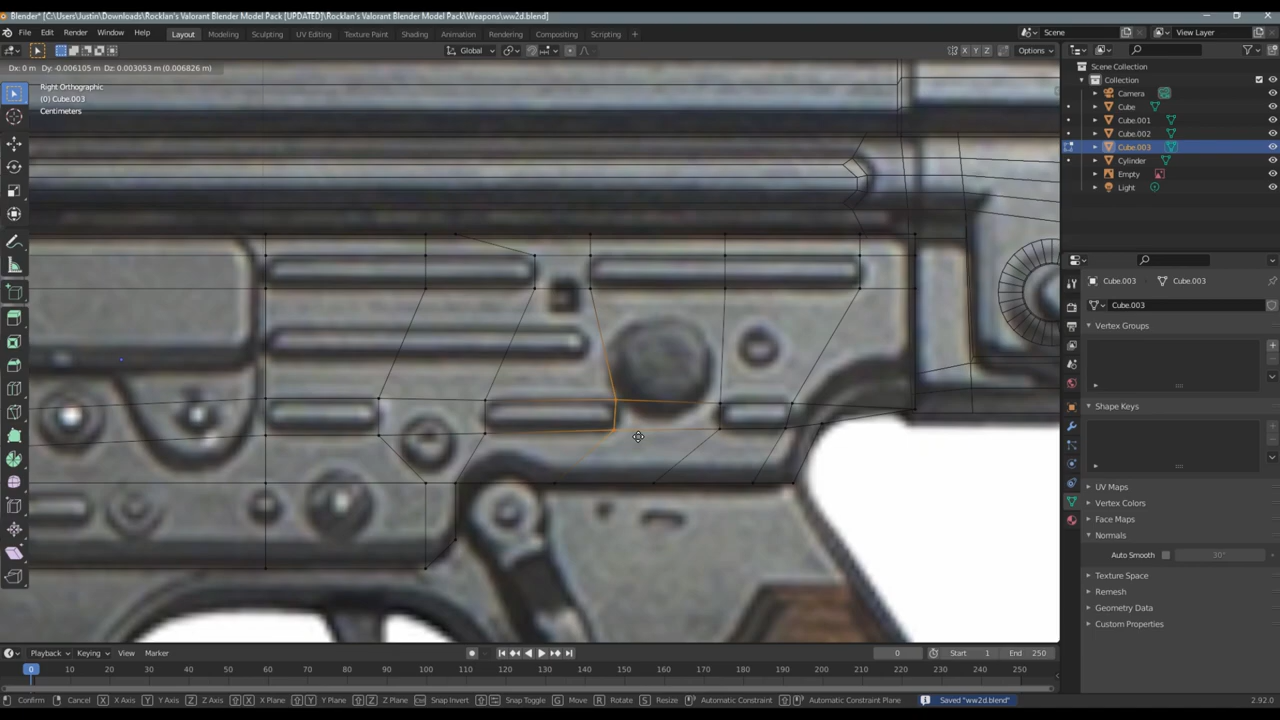 Blender* [C:\Users\Justin\Downloads\Rocklan's Valorant Blender Model Pack [UPDATED]\Rocklan's Valorant Blender Model Pack\Weapons\ww2d.blend]
File Edit Render Window Help Layout Modeling Sculpting UV Editing Texture Paint Shading Animation Rendering Compositing Scripting + Scene View Layer
Global X Y Z Options
Dx: 0 m Dy: -0.006105 m Dz: 0.003053 m (0.006826 m)
Right Orthographic
(0) Cube.003
Centimeters
Scene Collection
Collection
Camera
Cube
Cube.001
Cube.002
Cube.003
Cylinder
Empty
Light
Cube.003 Cube.003
Cube.003
Vertex Groups
Shape Keys
UV Maps
Vertex Colors
Face Maps
Normals
Auto Smooth 30°
Texture Space
Remesh
Geometry Data
Custom Properties
Playback Keying View Marker 0 Start 1 End 250
0 10 20 30 40 50 60 70 80 90 100 110 120 130 140 150 160 170 180 190 200 210 220 230 240 250
Confirm Cancel X X Axis Y Y Axis Z Z Axis X X Plane Y Y Plane Z Z Plane Snap Invert Snap Toggle G Move R Rotate S Resize Automatic Constraint Automatic Constraint Plane Saved "ww2d.blend" 2.92.0